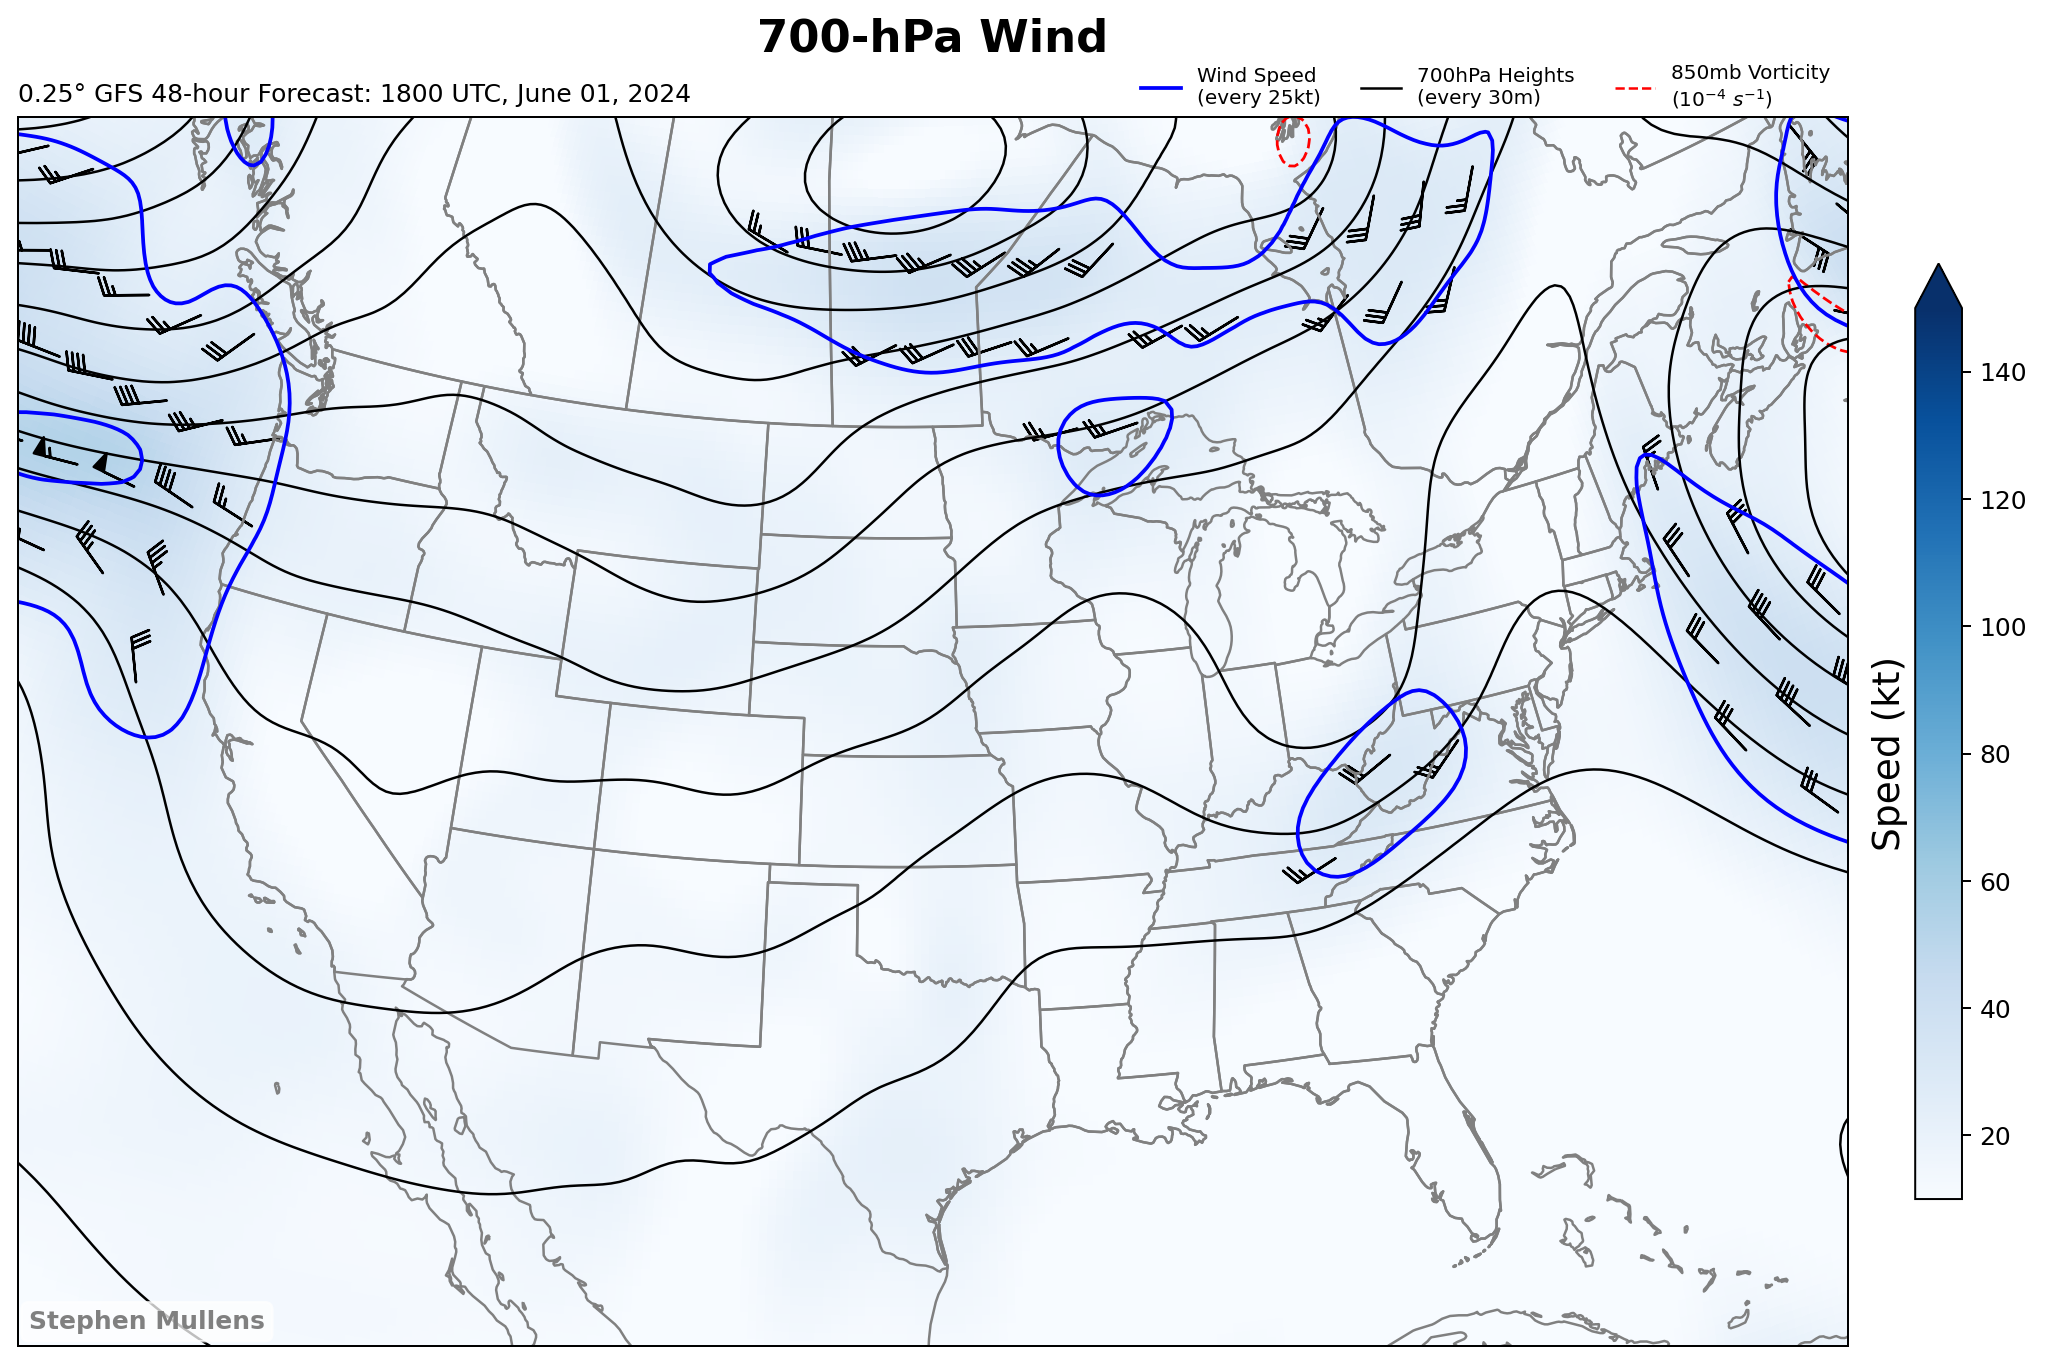 700-hPa Wind
0.25° GFS 48-hour Forecast: 1800 UTC, June 01, 2024
Wind Speed
(every 25kt)
700hPa Heights
(every 30m)
850mb Vorticity
(10⁻⁴ s⁻¹)
140
120
100
80
60
40
20
Speed (kt)
Stephen Mullens